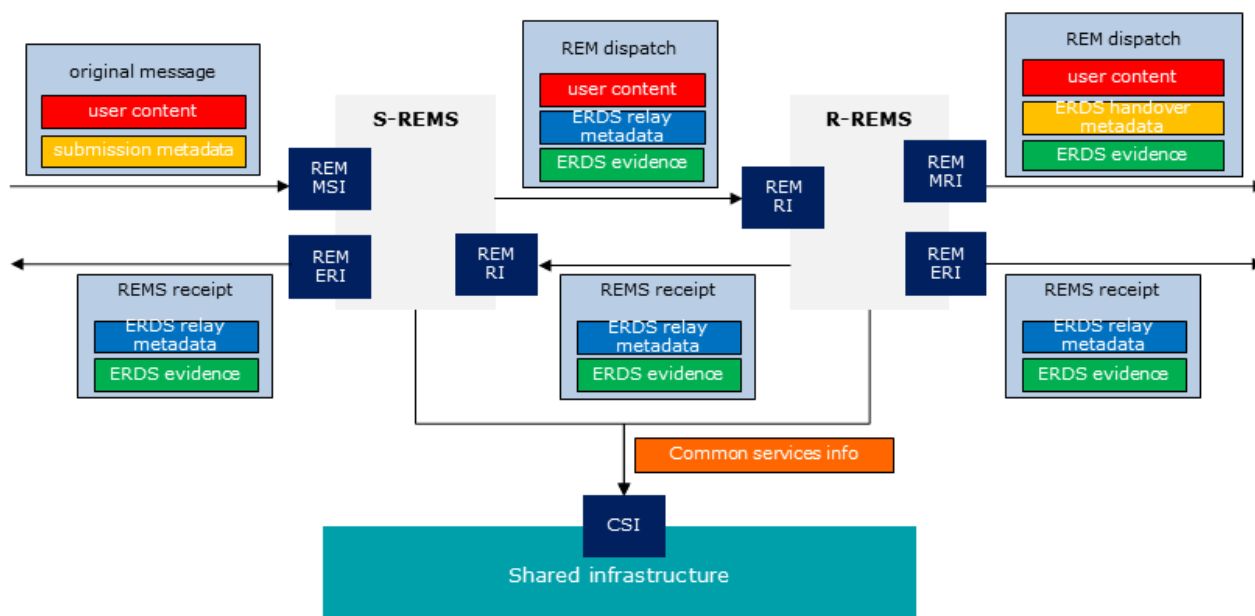 original message
user content
submission metadata
REM dispatch
user content
ERDS relay
metadata
ERDS evidence
REM dispatch
user content
ERDS handover
metadata
ERDS evidence
S-REMS
R-REMS
REM
MSI
REM
RI
REM
MRI
REM
ERI
REM
RI
REM
ERI
REMS receipt
ERDS relay
metadata
ERDS evidence
REMS receipt
ERDS relay
metadata
ERDS evidence
REMS receipt
ERDS relay
metadata
ERDS evidence
Common services info
CSI
Shared infrastructure